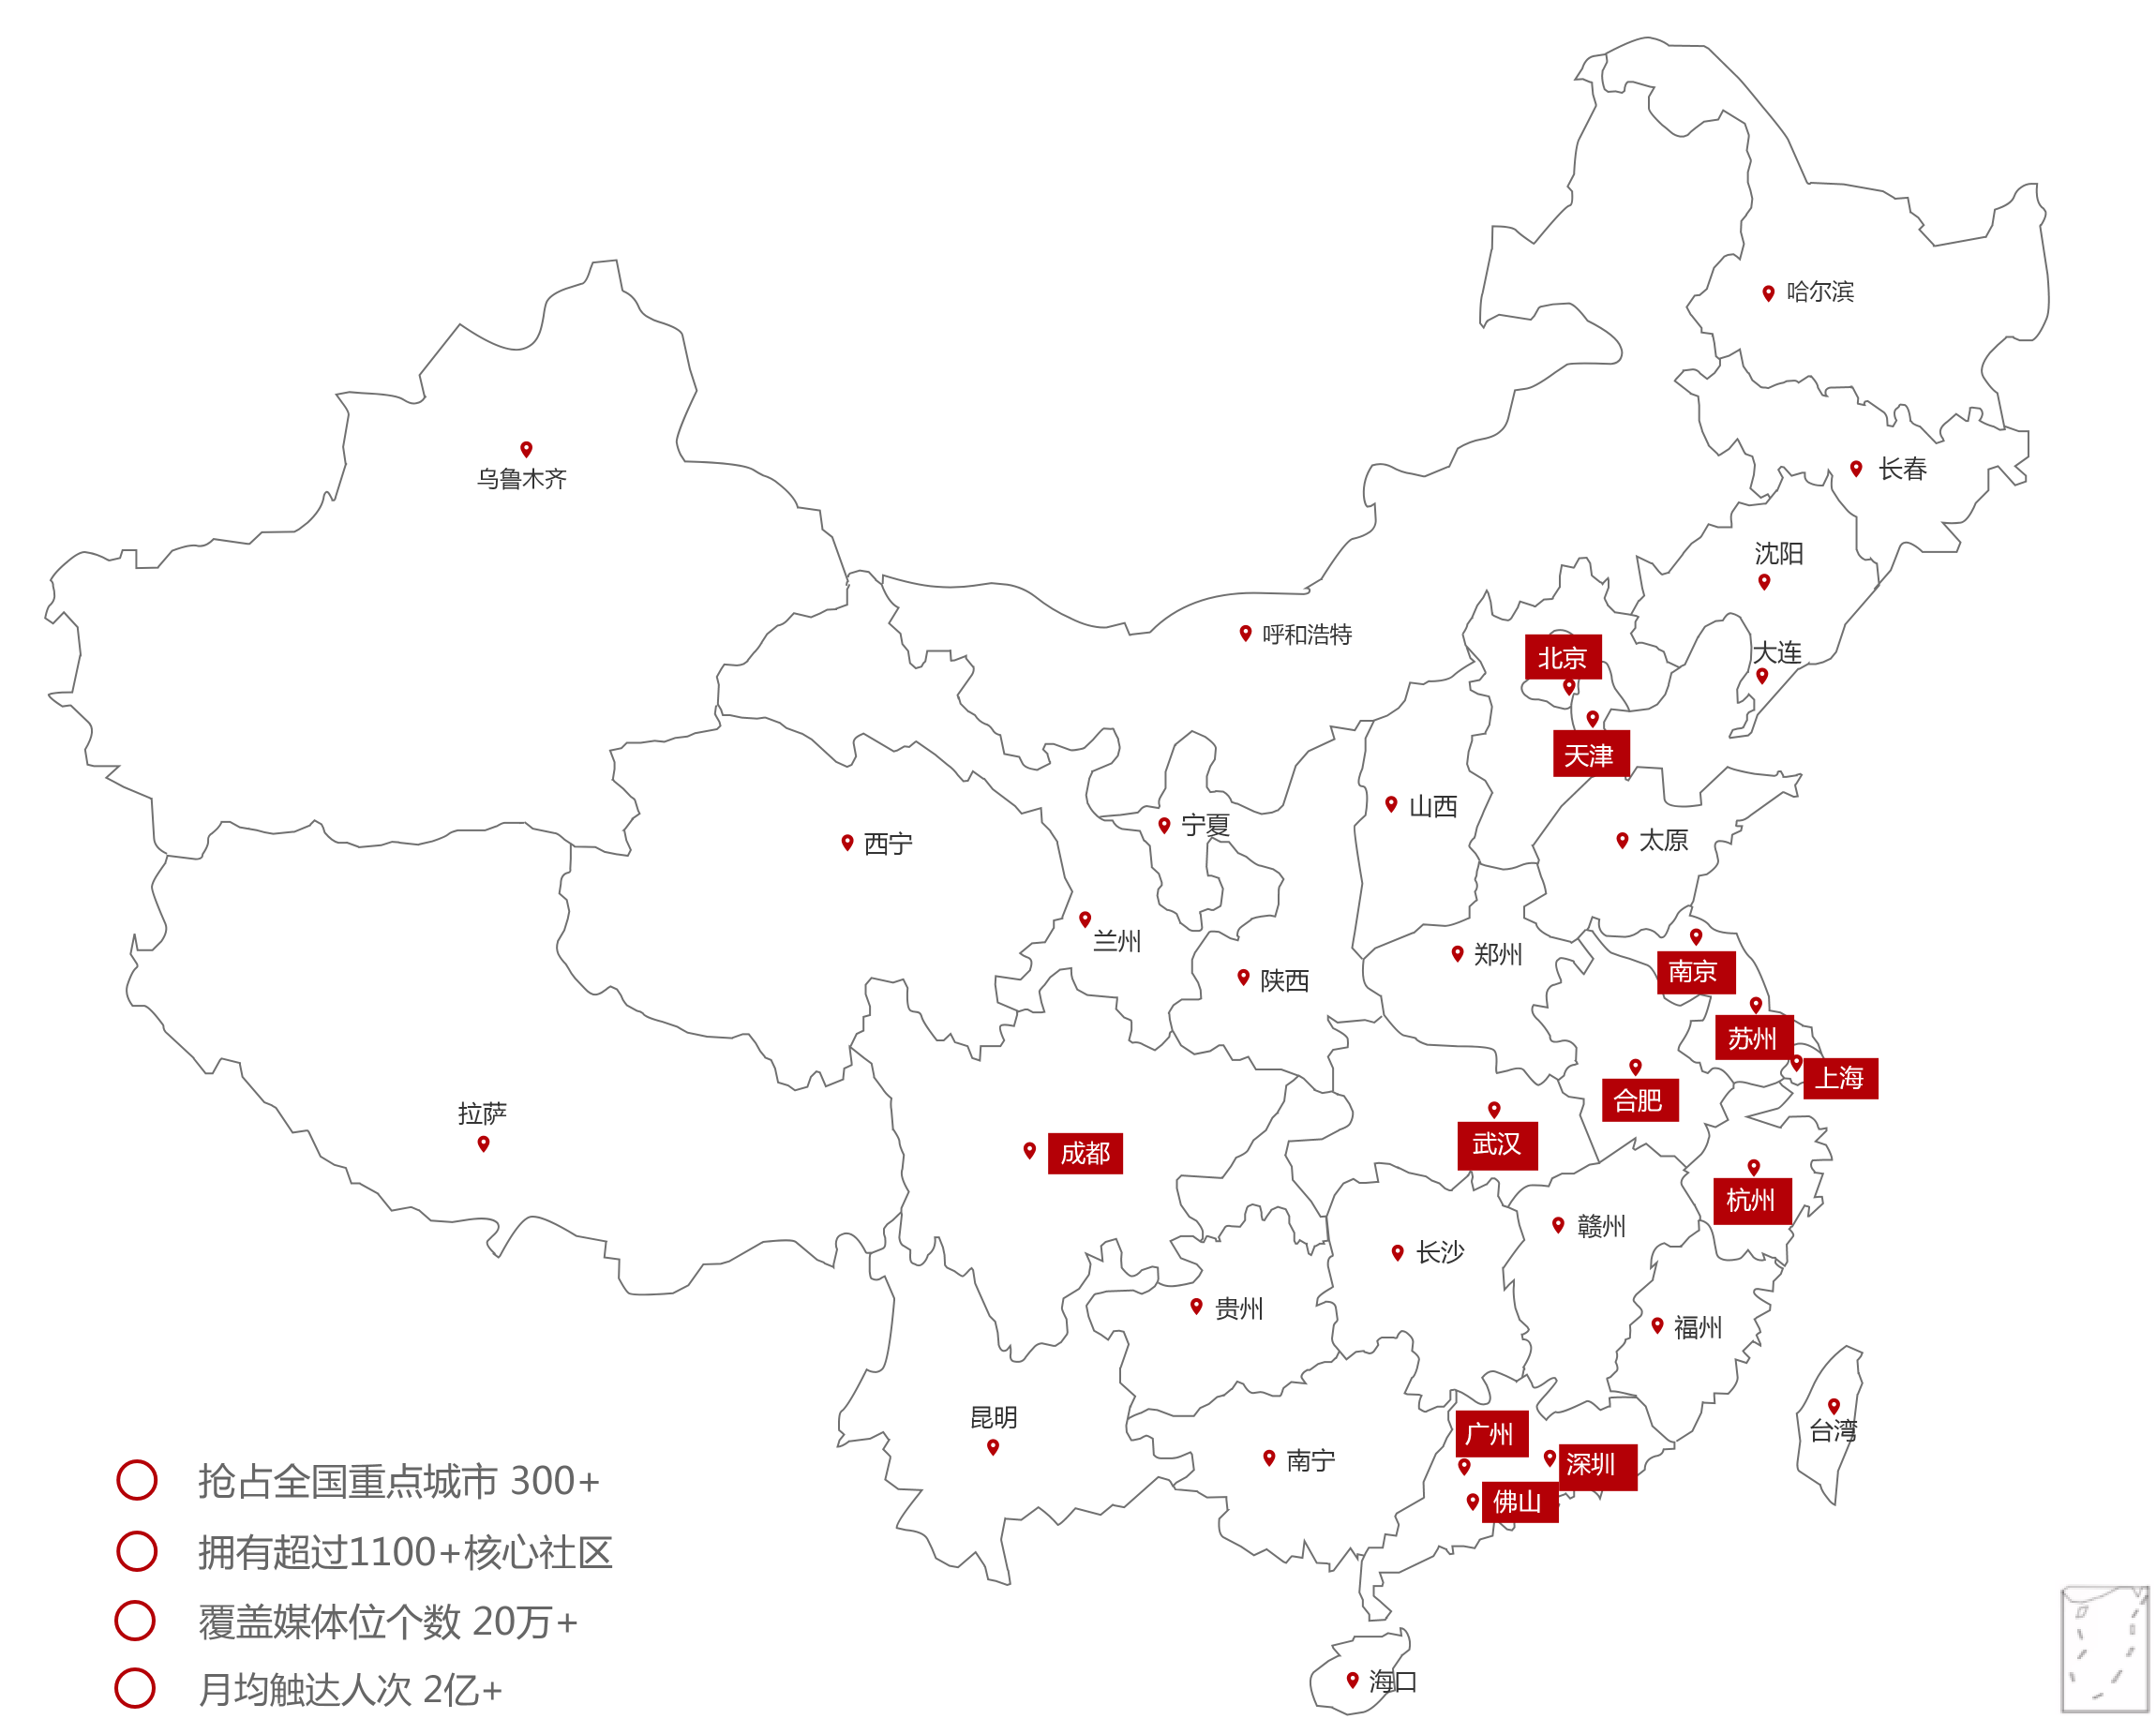 哈尔滨
乌鲁木齐
长春
沈阳
呼和浩特
大连
北京
天津
山西
宁夏
太原
西宁
兰州
郑州
南京
陕西
苏州
上海
合肥
拉萨
武汉
成都
杭州
赣州
长沙
贵州
福州
昆明
台湾
广州
南宁
深圳
佛山
抢占全国重点城市 300+
拥有超过1100+核心社区
覆盖媒体位个数 20万+
月均触达人次 2亿+
海口